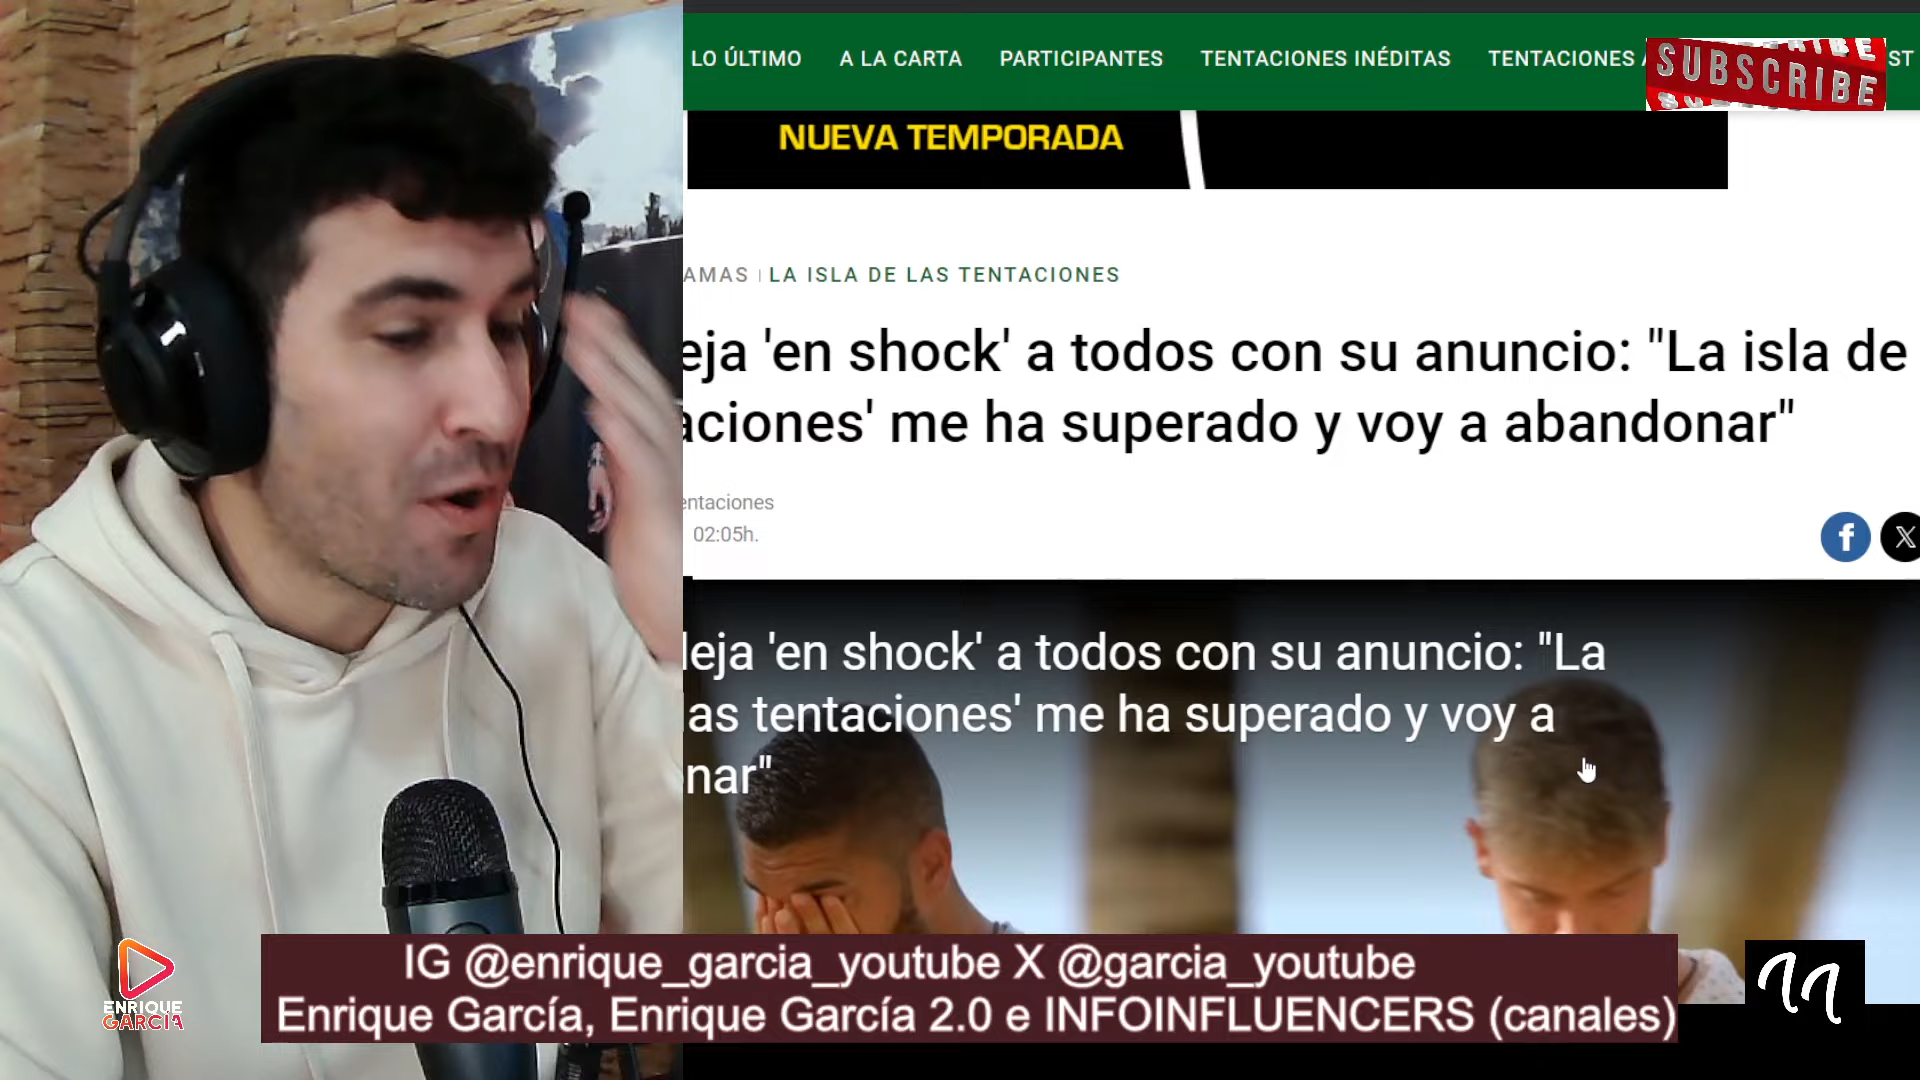 LO ÚLTIMO A LA CARTA PARTICIPANTES TENTACIONES INÉDITAS TENTACIONES ST
SUBSCRIBE
NUEVA TEMPORADA
AMAS | LA ISLA DE LAS TENTACIONES
eja 'en shock' a todos con su anuncio: "La isla de
aciones' me ha superado y voy a abandonar"
entaciones
02:05h.
leja 'en shock' a todos con su anuncio: "La
las tentaciones' me ha superado y voy a
nar"
IG @enrique_garcia_youtube X @garcia_youtube
Enrique García, Enrique García 2.0 e INFOINFLUENCERS (canales)
ENRIQUE
GARCÍA